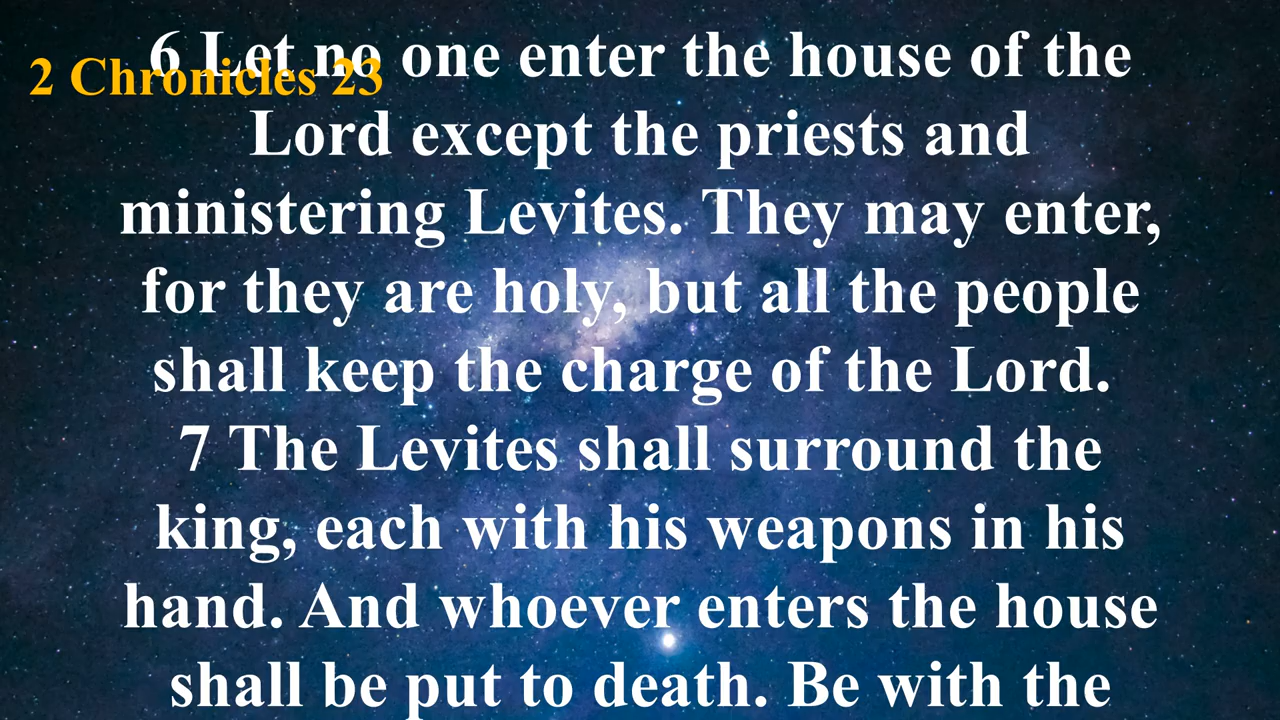 2 Chronicles 23
6 Let no one enter the house of the
Lord except the priests and
ministering Levites. They may enter,
for they are holy, but all the people
shall keep the charge of the Lord.
7 The Levites shall surround the
king, each with his weapons in his
hand. And whoever enters the house
shall be put to death. Be with the